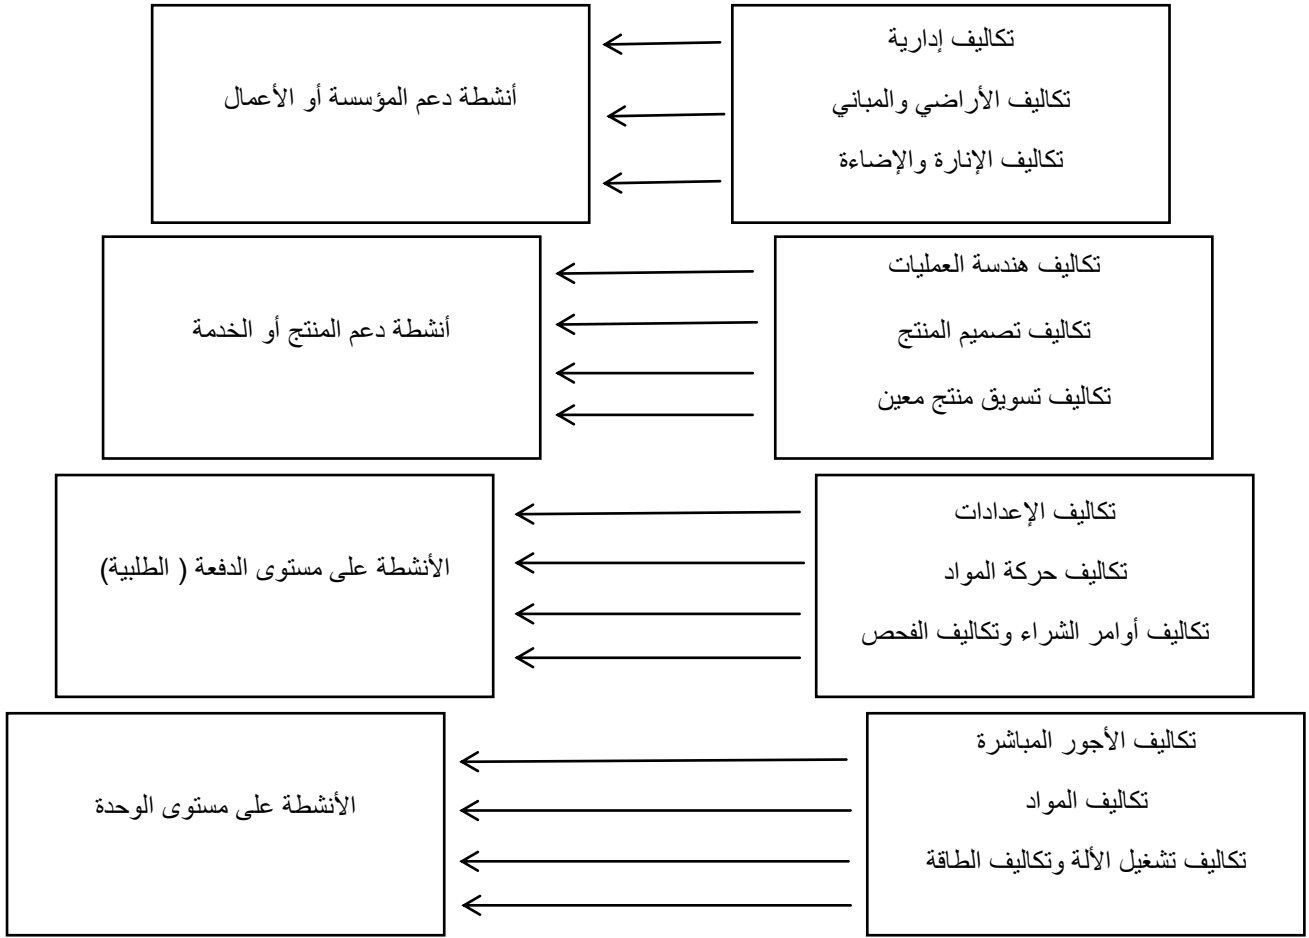 تكاليف إدارية
تكاليف الأراضي والمباني
تكاليف الإنارة والإضاءة
أنشطة دعم المؤسسة أو الأعمال
تكاليف هندسة العمليات
تكاليف تصميم المنتج
تكاليف تسويق منتج معين
أنشطة دعم المنتج أو الخدمة
تكاليف الإعدادات
تكاليف حركة المواد
تكاليف أوامر الشراء وتكاليف الفحص
الأنشطة على مستوى الدفعة ( الطلبية)
تكاليف الأجور المباشرة
تكاليف المواد
تكاليف تشغيل الألة وتكاليف الطاقة
الأنشطة على مستوى الوحدة